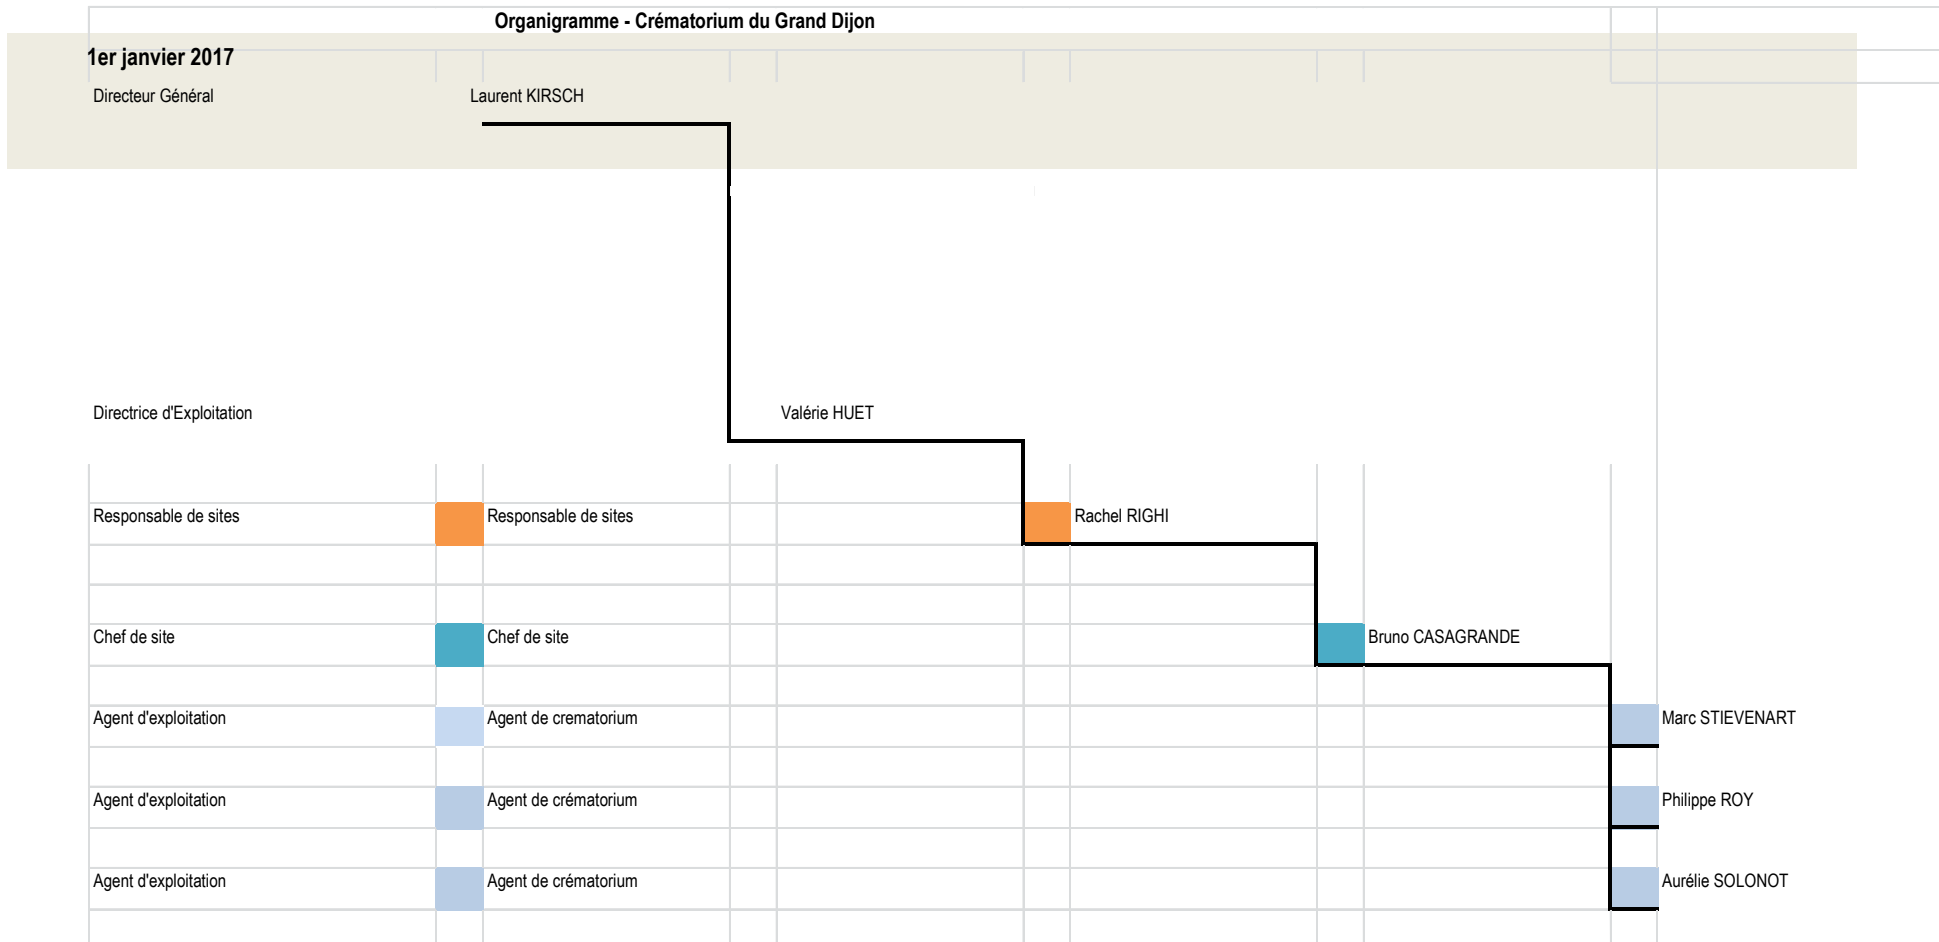 Organigramme - Crématorium du Grand Dijon
1er janvier 2017
Directeur Général Laurent KIRSCH
Directrice d'Exploitation Valérie HUET
Responsable de sites Responsable de sites Rachel RIGHI
Chef de site Chef de site Bruno CASAGRANDE
Agent d'exploitation Agent de crematorium Marc STIEVENART
Agent d'exploitation Agent de crématorium Philippe ROY
Agent d'exploitation Agent de crématorium Aurélie SOLONOT